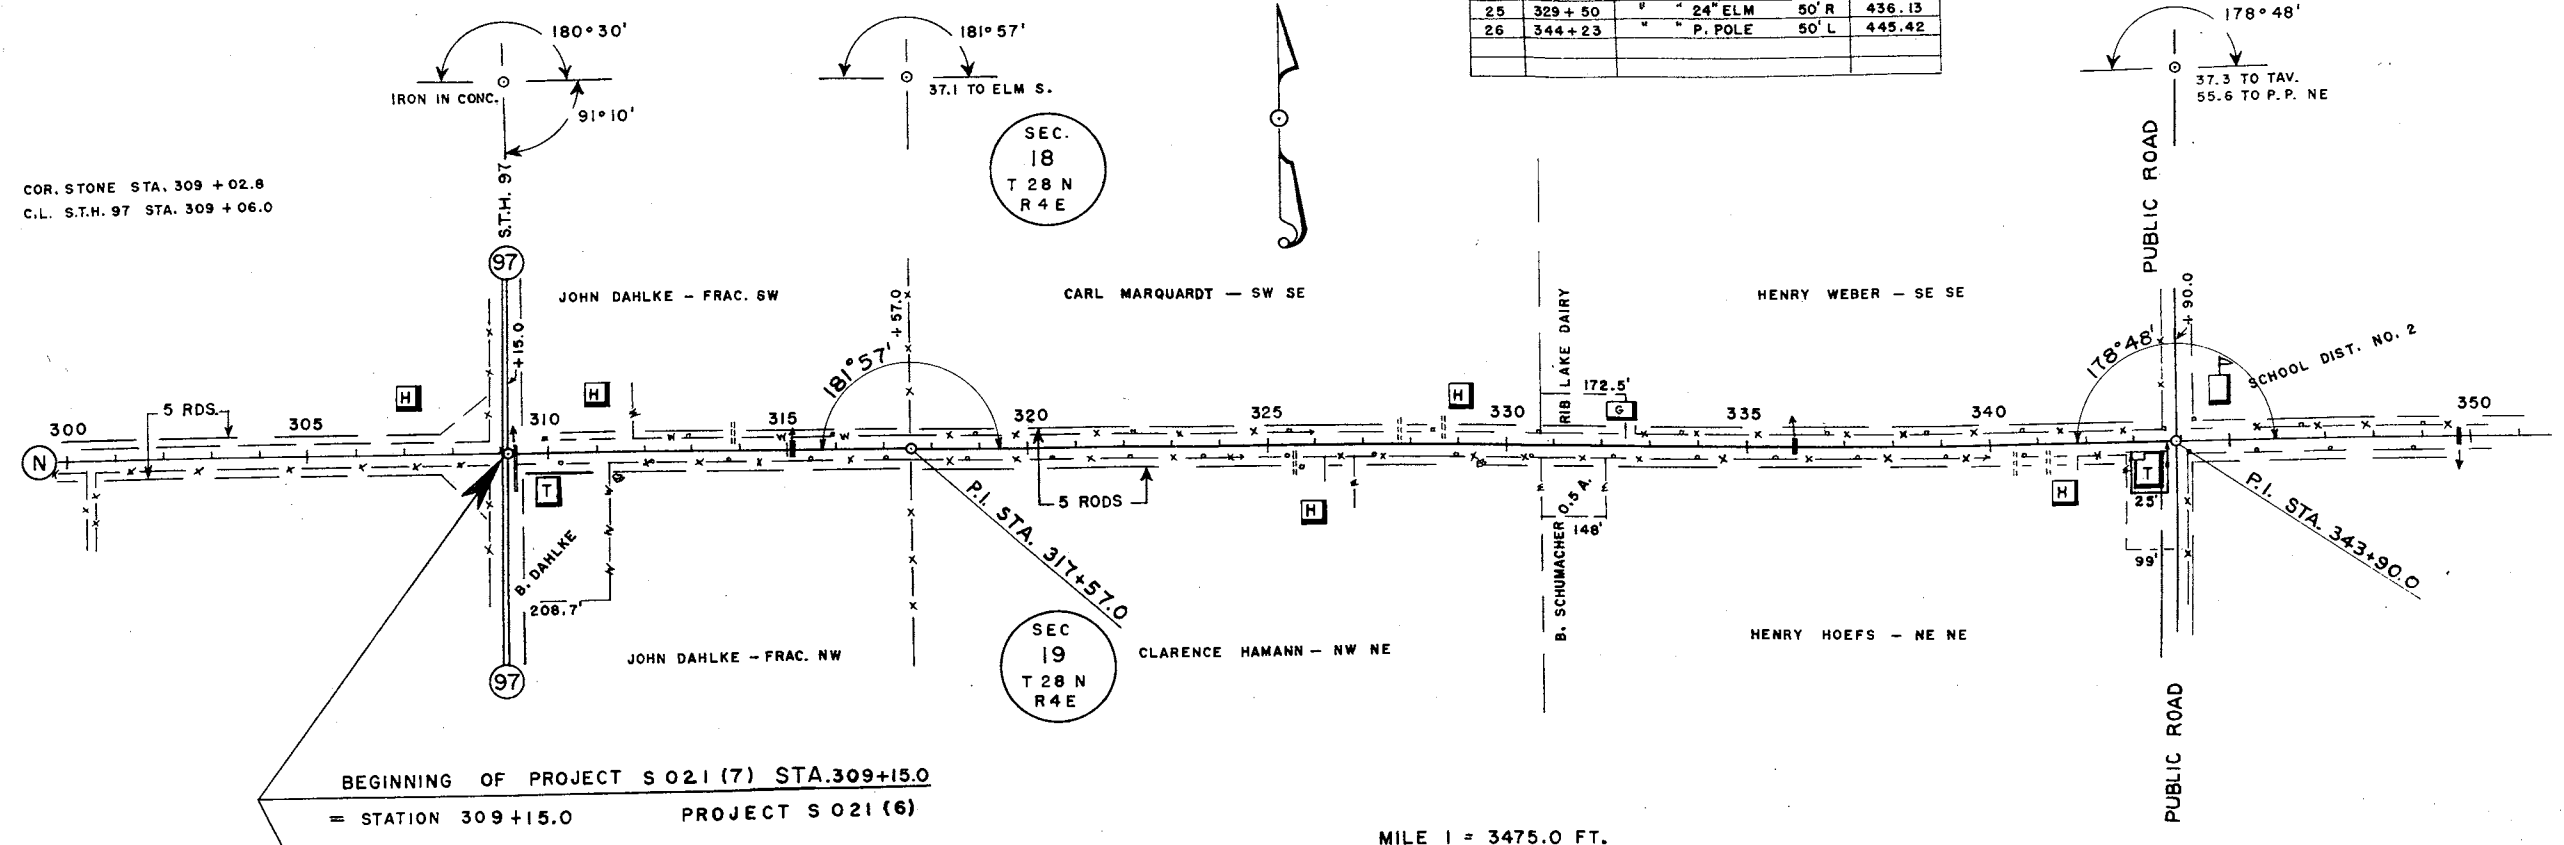 25 329 + 50 " " 24" ELM 50' R 436.13
26 344 + 23 " " P. POLE 50' L 445.42
180° 30'
IRON IN CONC.
91° 10'
181° 57'
37.1 TO ELM S.
178° 48'
37.3 TO TAV.
55.6 TO P.P. NE
SEC.
18
T 28 N
R 4 E
COR. STONE STA. 309 + 02.8
C.L. S.T.H. 97 STA. 309 + 06.0
S.T.H. 97
PUBLIC ROAD
97
JOHN DAHLKE - FRAC. SW
CARL MARQUARDT - SW SE
HENRY WEBER - SE SE
+15.0
+ 57.0
+ 90.0
RIB LAKE DAIRY
181° 57'
178° 48'
SCHOOL DIST. NO. 2
172.5'
H
H
H
G
5 RDS.
300
305
310
315
320
325
330
335
340
350
N
T
H
H
T
25'
99'
5 RODS
P.I. STA. 317+57.0
P.I. STA. 343+90.0
B. DAHLKE
208.7'
B. SCHUMACHER 0.5 A.
148'
JOHN DAHLKE - FRAC. NW
97
SEC
19
T 28 N
R 4 E
CLARENCE HAMANN - NW NE
HENRY HOEFS - NE NE
PUBLIC ROAD
BEGINNING OF PROJECT S 021 (7) STA. 309+15.0
= STATION 309+15.0 PROJECT S 021 (6)
MILE 1 = 3475.0 FT.